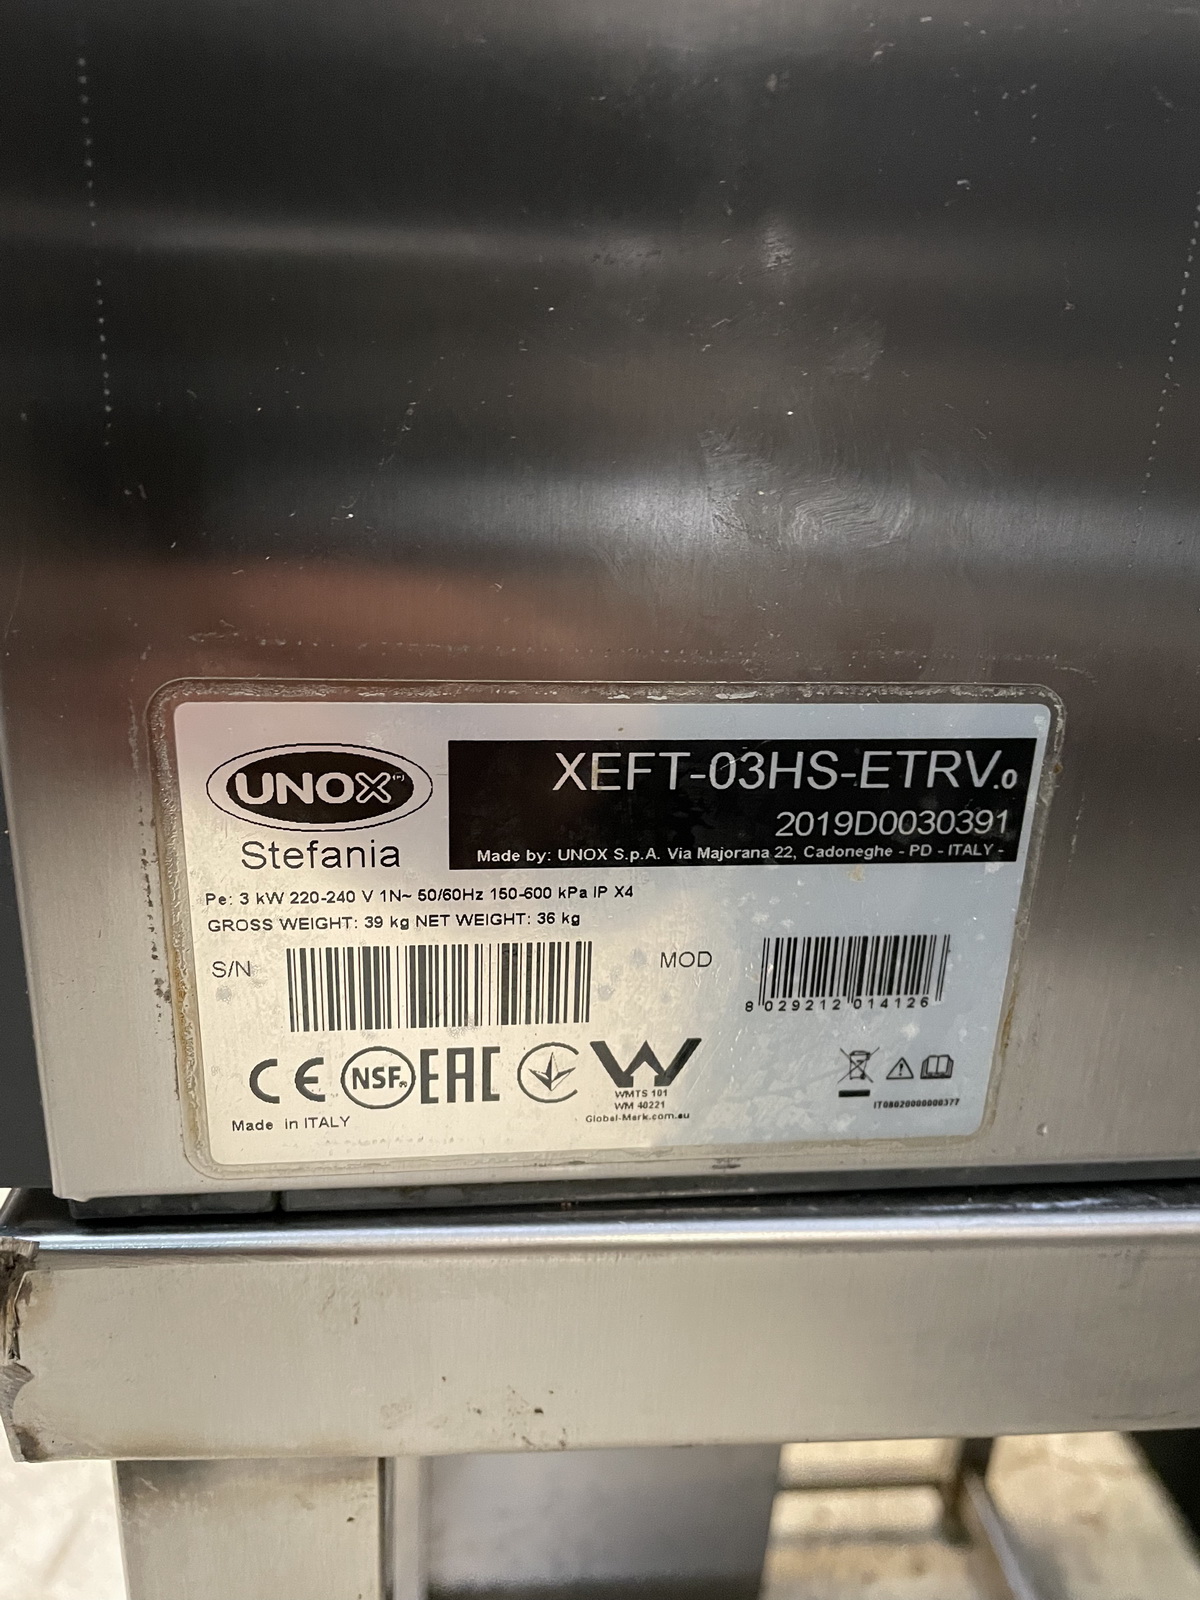 UNOX
Stefania
XEFT-03HS-ETRV.0
2019D0030391
Made by: UNOX S.p.A. Via Majorana 22, Cadoneghe - PD - ITALY -
Pe: 3 kW 220-240 V 1N~ 50/60Hz 150-600 kPa IP X4
GROSS WEIGHT: 39 kg NET WEIGHT: 36 kg
S/N
MOD
8 029212 014126
CE NSF® EAC
WMTS 101
WM 40221
Global-Mark.com.au
Made in ITALY
IT08020000000377